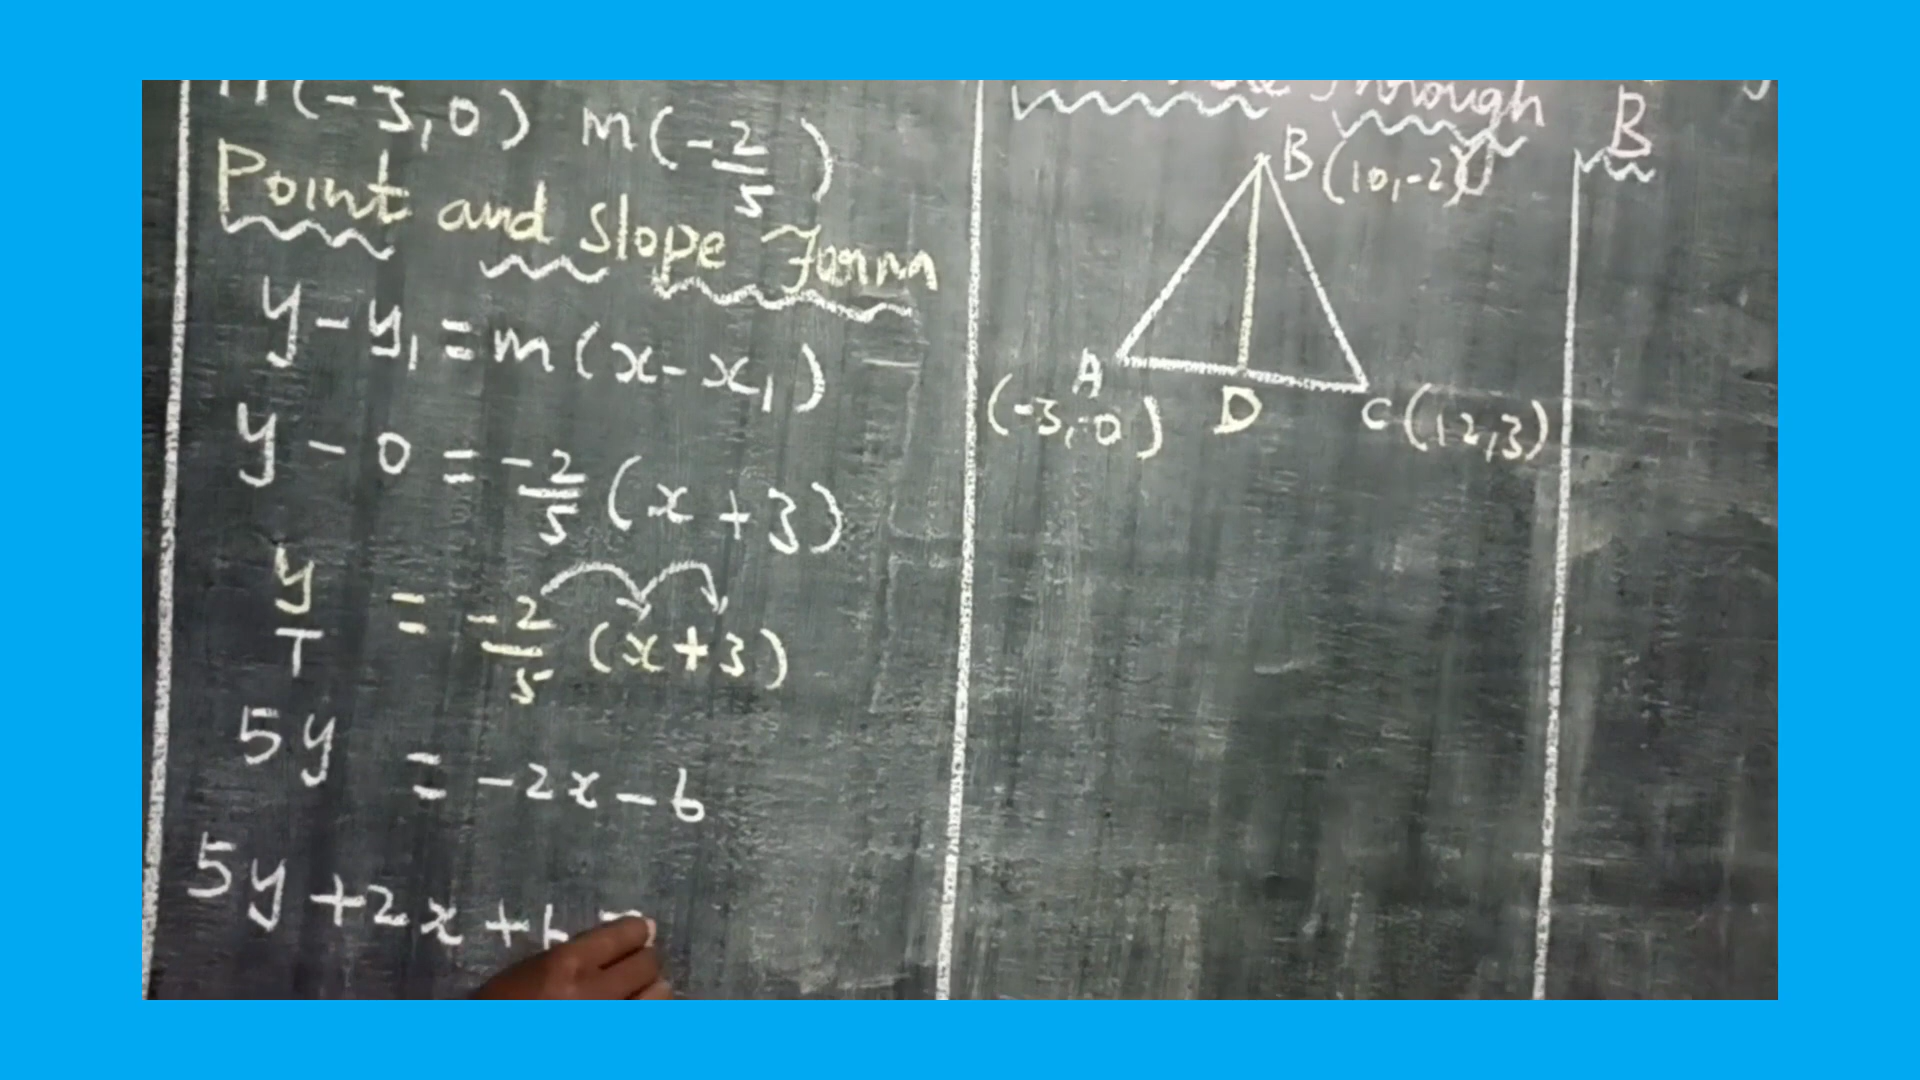 (-3,0) m(-2/5)
Point and Slope Form
y-y₁=m(x-x₁)
y-0=-2/5(x+3)
y/1=-2/5(x+3)
5y=-2x-6
5y+2x+6=
Through B
B(10,-2)
A
(-3,0) D C(12,3)